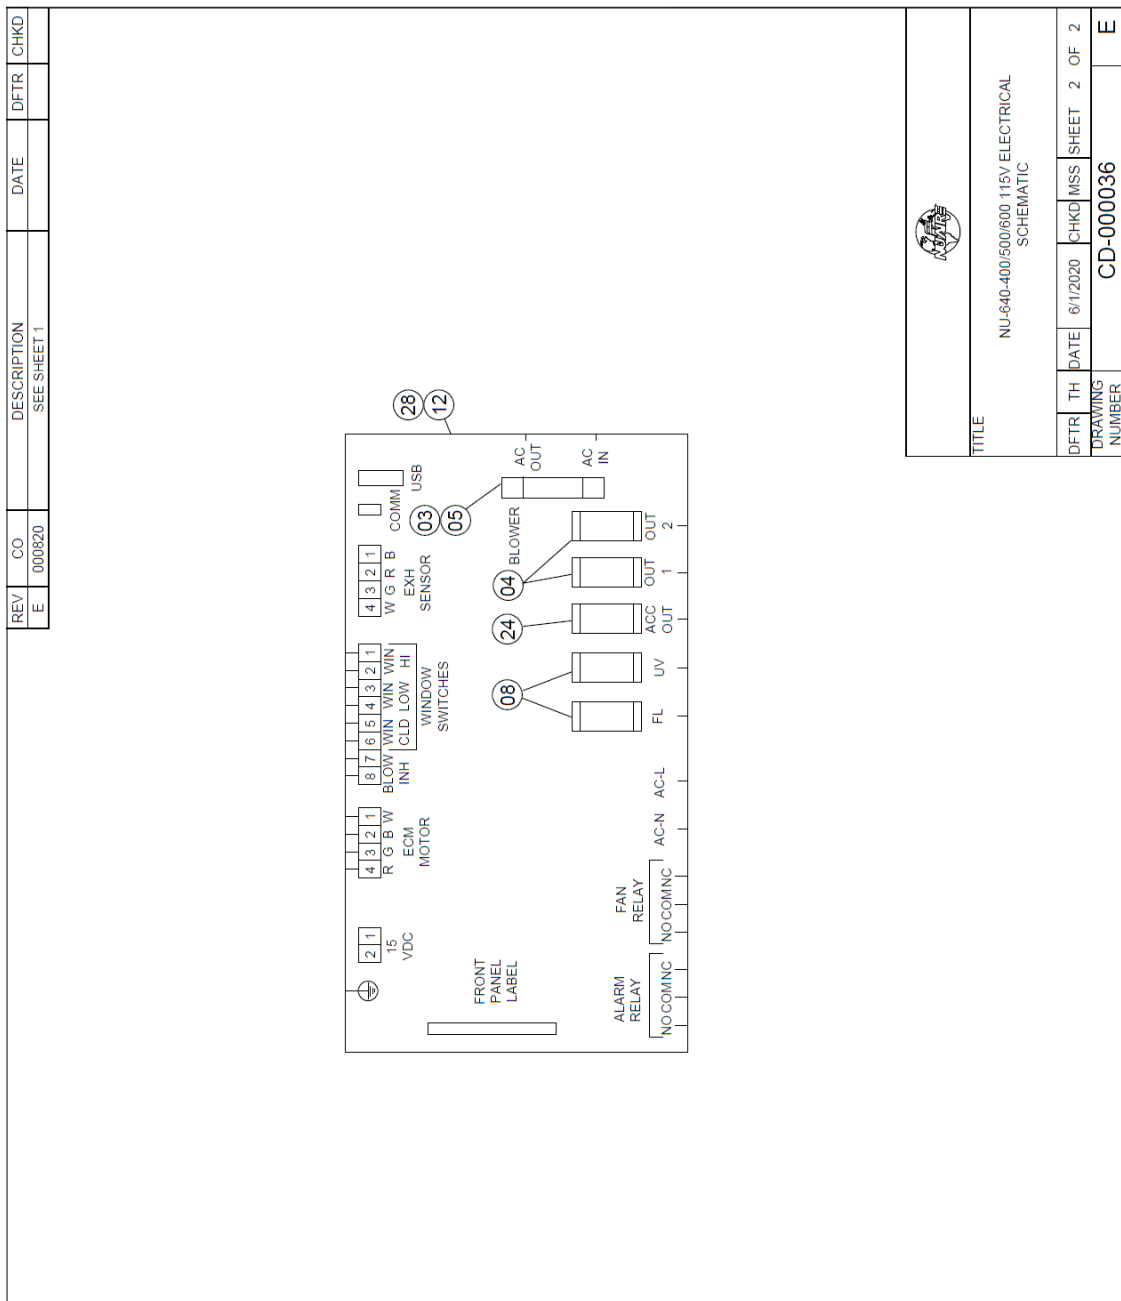 REV CO DESCRIPTION DATE DFTR CHKD
E 000820 SEE SHEET 1
28
12
2 1
15
VDC
4 3 2 1
R G B W
ECM
MOTOR
8 7 6 5 4 3 2 1
BLOW WIN WIN WIN
INH CLD LOW HI
WINDOW
SWITCHES
4 3 2 1
W G R B
EXH
SENSOR
COMM
USB
03
05
FRONT
PANEL
LABEL
08
24
04
BLOWER
AC
OUT
AC
IN
ALARM
RELAY
NO COM NC
FAN
RELAY
NO COM NC
AC-N
AC-L
FL
UV
ACC
OUT
OUT
1
OUT
2
NUAIRE
TITLE
NU-640-400/500/600 115V ELECTRICAL
SCHEMATIC
DFTR TH DATE 6/1/2020 CHKD MSS SHEET 2 OF 2
DRAWING
NUMBER
CD-000036
E